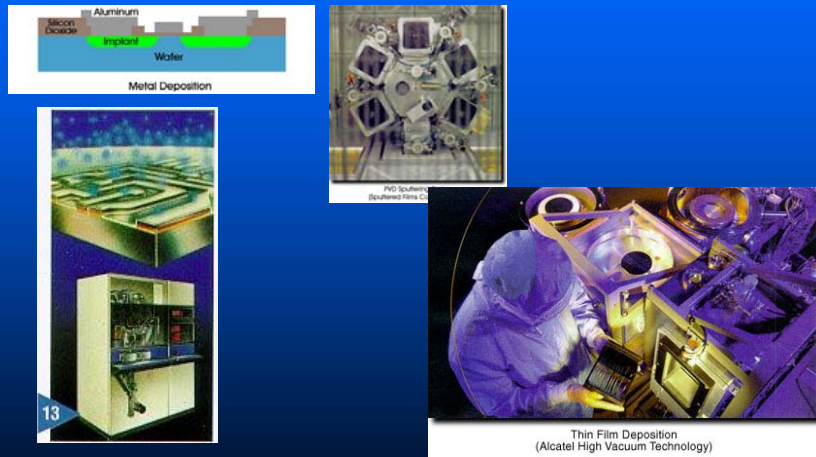 Aluminum
Silicon
Dioxide
Implant
Wafer
Metal Deposition
PVD Sputtering
(Sputtered Films
13
Thin Film Deposition
(Alcatel High Vacuum Technology)